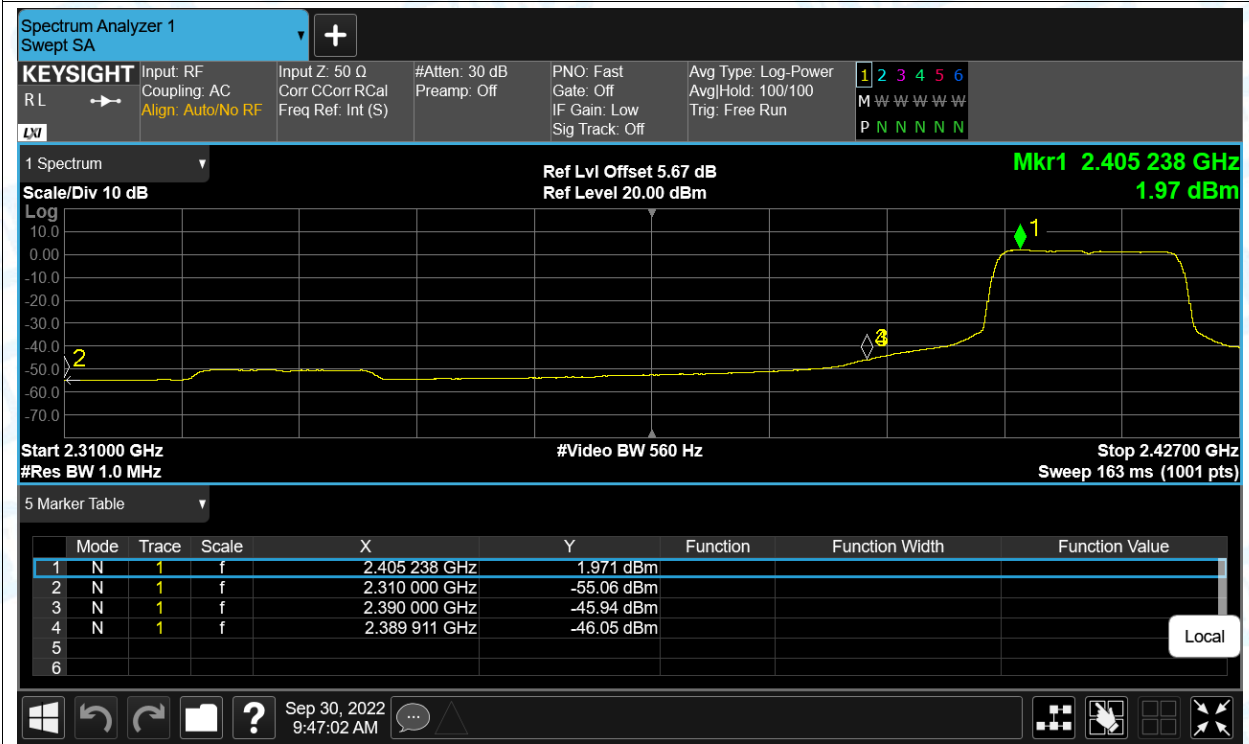 Spectrum Analyzer 1
Swept SA
KEYSIGHT
R L
LXI
Input: RF
Coupling: AC
Align: Auto/No RF
Input Z: 50 Ω
Corr CCorr RCal
Freq Ref: Int (S)
#Atten: 30 dB
Preamp: Off
PNO: Fast
Gate: Off
IF Gain: Low
Sig Track: Off
Avg Type: Log-Power
Avg|Hold: 100/100
Trig: Free Run
1 2 3 4 5 6
M W W W W W
P N N N N N
1 Spectrum
Scale/Div 10 dB
Ref Lvl Offset 5.67 dB
Ref Level 20.00 dBm
Mkr1 2.405 238 GHz
1.97 dBm
Log
10.0
0.00
-10.0
-20.0
-30.0
-40.0
-50.0
-60.0
-70.0
1
2
Start 2.31000 GHz
#Res BW 1.0 MHz
#Video BW 560 Hz
Stop 2.42700 GHz
Sweep 163 ms (1001 pts)
5 Marker Table
Mode Trace Scale X Y Function Function Width Function Value
1 N 1 f 2.405 238 GHz 1.971 dBm
2 N 1 f 2.310 000 GHz -55.06 dBm
3 N 1 f 2.390 000 GHz -45.94 dBm
4 N 1 f 2.389 911 GHz -46.05 dBm
5
6
Local
?
Sep 30, 2022
9:47:02 AM